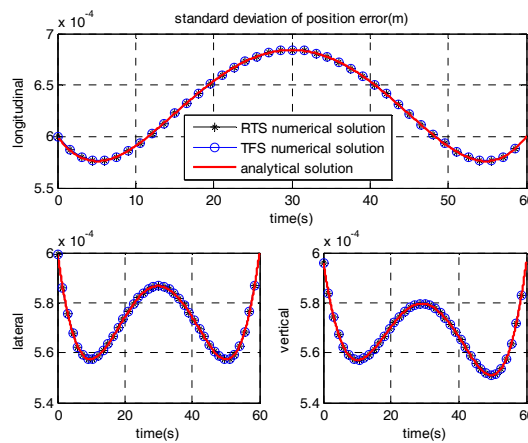 standard deviation of position error(m)
x 10^-4
7
6.5
6
5.5
longitudinal
RTS numerical solution
TFS numerical solution
analytical solution
0 10 20 30 40 50 60
time(s)
x 10^-4
6
5.8
5.6
5.4
lateral
0 20 40 60
time(s)
x 10^-4
6
5.8
5.6
5.4
vertical
0 20 40 60
time(s)